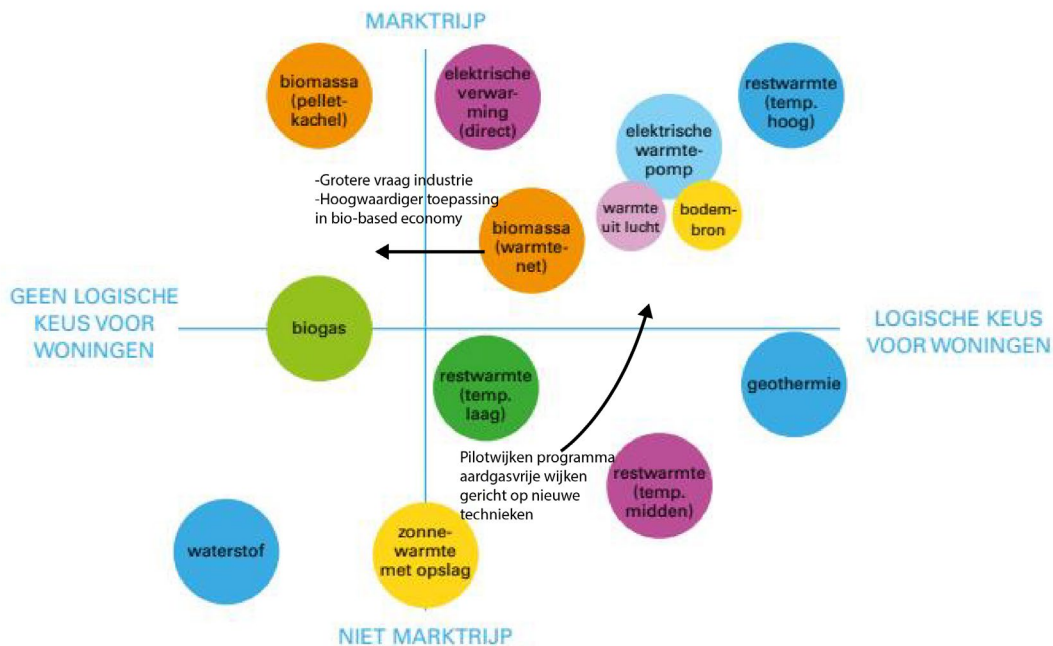 MARKTRIJP
biomassa
(pellet-
kachel)
elektrische
verwar-
ming
(direct)
restwarmte
(temp.
hoog)
elektrische
warmte-
pomp
-Grotere vraag industrie
-Hoogwaardiger toepassing
in bio-based economy
warmte
uit lucht
bodem-
bron
biomassa
(warmte-
net)
GEEN LOGISCHE
KEUS VOOR
WONINGEN
biogas
LOGISCHE KEUS
VOOR WONINGEN
restwarmte
(temp.
laag)
geothermie
Pilotwijken programma
aardgasvrije wijken
gericht op nieuwe
technieken
restwarmte
(temp.
midden)
waterstof
zonne-
warmte
met opslag
NIET MARKTRIJP